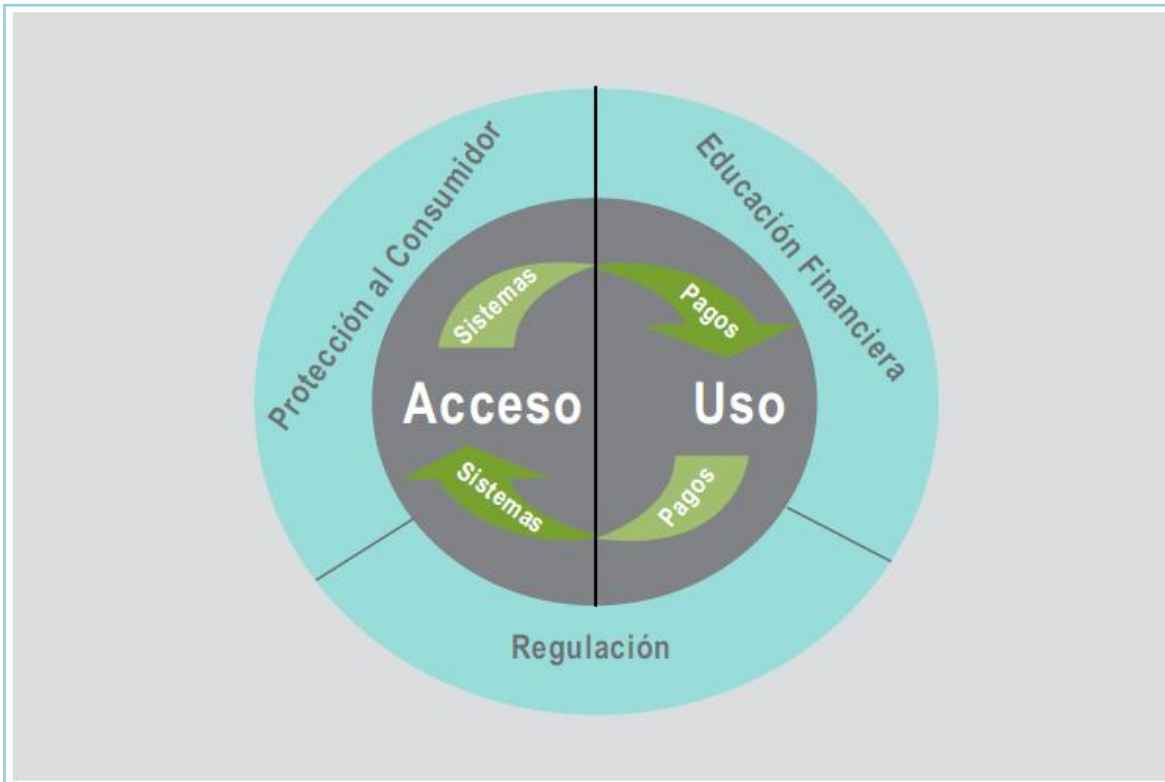 Protección al Consumidor
Educación Financiera
Sistemas
Pagos
Acceso
Uso
Sistemas
Pagos
Regulación